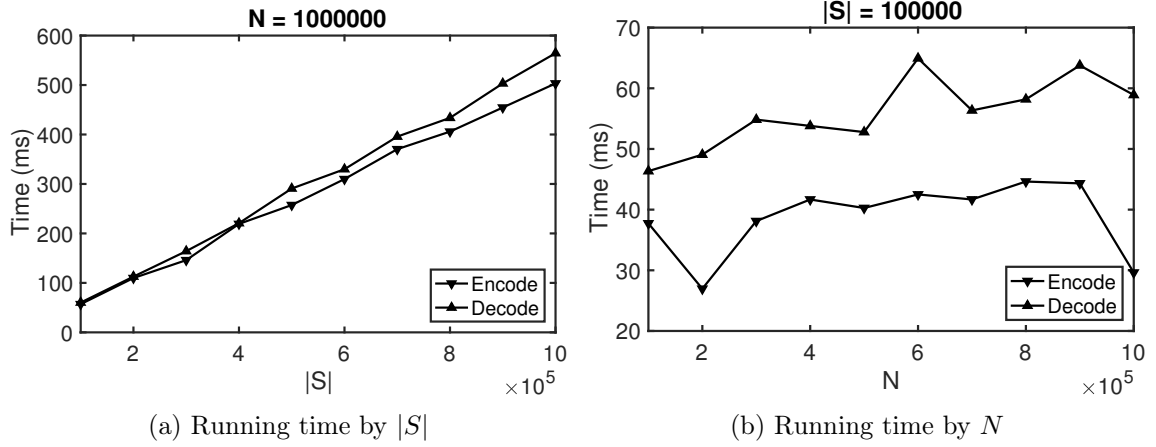 N = 1000000
600
500
400
300
200
100
0
Time (ms)
2
4
6
8
10
|S|
×10^5
Encode
Decode
(a) Running time by |S|
|S| = 100000
70
60
50
40
30
20
Time (ms)
2
4
6
8
10
N
×10^5
Encode
Decode
(b) Running time by N